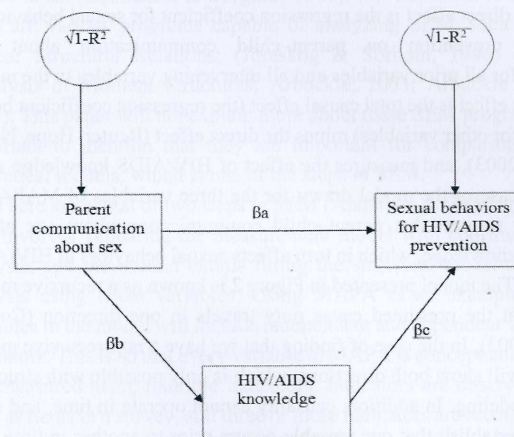 √1-R²
√1-R²
Parent
communication
about sex
βa
Sexual behaviors
for HIV/AIDS
prevention
βb
βc
HIV/AIDS
knowledge